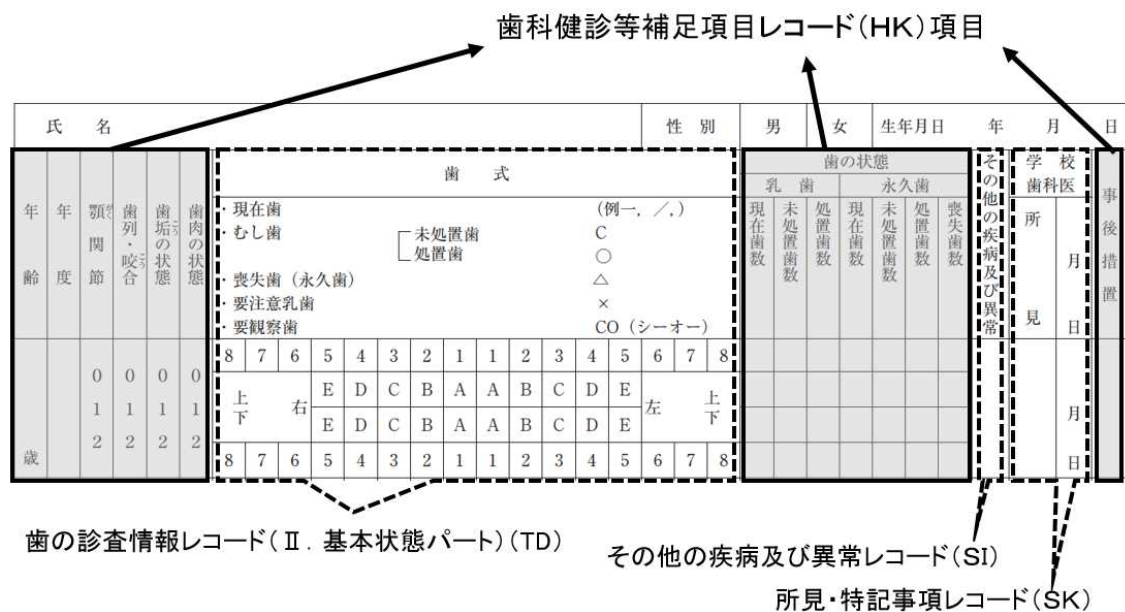 歯科健診等補足項目レコード(HK)項目
氏 名 性 別 男 女 生年月日 年 月 日
年齢
年度
顎関節
がく
歯列・咬合
こう
歯垢の状態
こう
歯肉の状態
歯 式
・現在歯 (例―, /,)
・むし歯 未処置歯 C
処置歯 ○
・喪失歯(永久歯) △
・要注意乳歯 ×
・要観察歯 CO(シーオー)
歯の状態
乳 歯 永久歯
現在歯数
未処置歯数
処置歯数
現在歯数
未処置歯数
処置歯数
喪失歯数
その他の疾病及び異常
学 校
歯科医
所見
月
日
事後措置
歳
0 1 2
0 1 2
0 1 2
0 1 2
8 7 6 5 4 3 2 1 1 2 3 4 5 6 7 8
上 右 E D C B A A B C D E 左 上
下 E D C B A A B C D E 下
8 7 6 5 4 3 2 1 1 2 3 4 5 6 7 8
月
日
歯の診査情報レコード(Ⅱ.基本状態パート)(TD)
その他の疾病及び異常レコード(SI)
所見・特記事項レコード(SK)